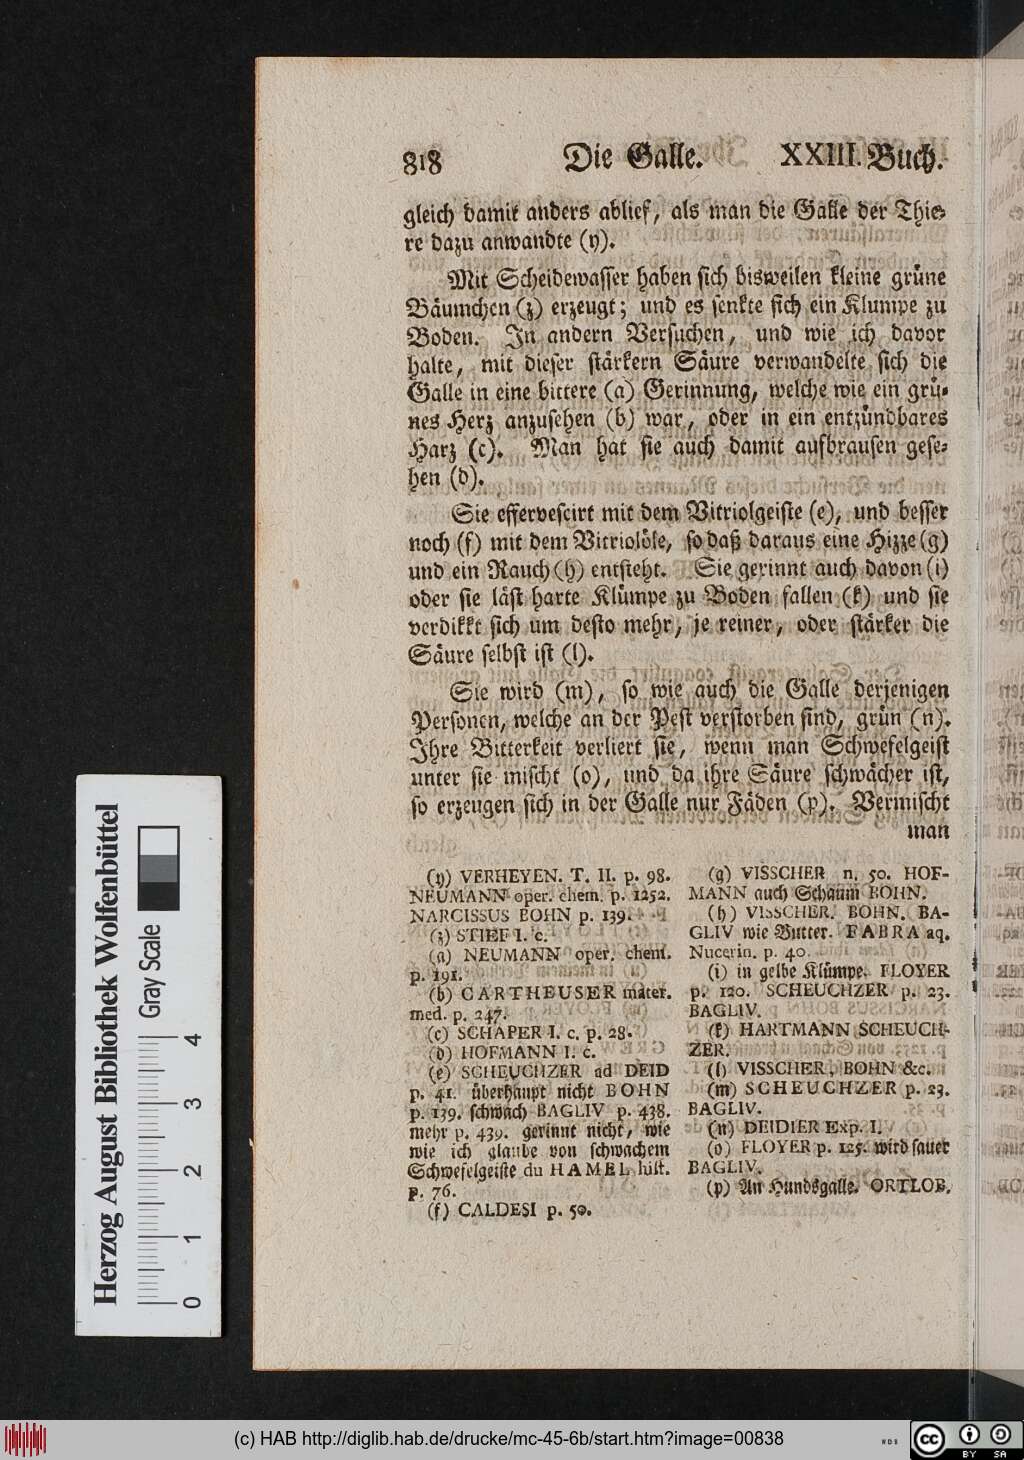 818 Die Galle. XXIII. Buch.
gleich damit anders ablief, als man die Galle der Thie-
re dazu anwandte (y).
Mit Scheidewasser haben sich bisweilen kleine grüne
Bäumchen (z) erzeugt; und es senkte sich ein Klumpe zu
Boden. In andern Versuchen, und wie ich davor
halte, mit dieser stärkern Säure verwandelte sich die
Galle in eine bittere (a) Gerinnung, welche wie ein grü-
nes Herz anzusehen (b) war, oder in ein entzündbares
Harz (c). Man hat sie auch damit aufbrausen gese-
hen (d).
Sie effervescirt mit dem Vitriolgeiste (e), und besser
noch (f) mit dem Vitriolöle, so daß daraus eine Hizze (g)
und ein Rauch (h) entsteht. Sie gerinnt auch davon (i)
oder sie läst harte Klümpe zu Boden fallen (k) und sie
verdikkt sich um desto mehr, je reiner, oder stärker die
Säure selbst ist (l).
Sie wird (m), so wie auch die Galle derjenigen
Personen, welche an der Pest verstorben sind, grün (n).
Ihre Bitterkeit verliert sie, wenn man Schwefelgeist
unter sie mischt (o), und da ihre Säure schwächer ist,
so erzeugen sich in der Galle nur Fäden (p). Vermischt
man
(y) VERHEYEN. T. II. p. 98.
NEUMANN oper. chem. p. 1252.
NARCISSUS BOHN p. 139.
(z) STIEF I. c.
(a) NEUMANN oper. chem.
p. 191.
(b) CARTHEUSER mater.
med. p. 247.
(c) SCHAPER I. c. p. 28.
(d) HOFMANN I. c.
(e) SCHEUCHZER ad DEID
p. 41. überhaupt nicht BOHN
p. 139. schwach BAGLIV p. 438.
mehr p. 439. gerinnt nicht, wie
wie ich glaube von schwachem
Schwefelgeiste du HAMEL hist.
p. 76.
(f) CALDESI p. 50.
(g) VISSCHER n. 50. HOF-
MANN auch Schaum BOHN.
(h) VISSCHER. BOHN. BA-
GLIV wie Butter. FABRA aq.
Nucerin. p. 40.
(i) in gelbe Klümpe. FLOYER
p. 120. SCHEUCHZER p. 23.
BAGLIV.
(k) HARTMANN SCHEUCH-
ZER.
(l) VISSCHER, BOHN &c.
(m) SCHEUCHZER p. 23.
BAGLIV.
(n) DEIDIER Exp. I.
(o) FLOYER p. 125. wird sauer
BAGLIV.
(p) An Hundsgalle. ORTLOB.
Herzog August Bibliothek Wolfenbüttel
Gray Scale
0 1 2 3 4
(c) HAB http://diglib.hab.de/drucke/mc-45-6b/start.htm?image=00838
cc BY SA